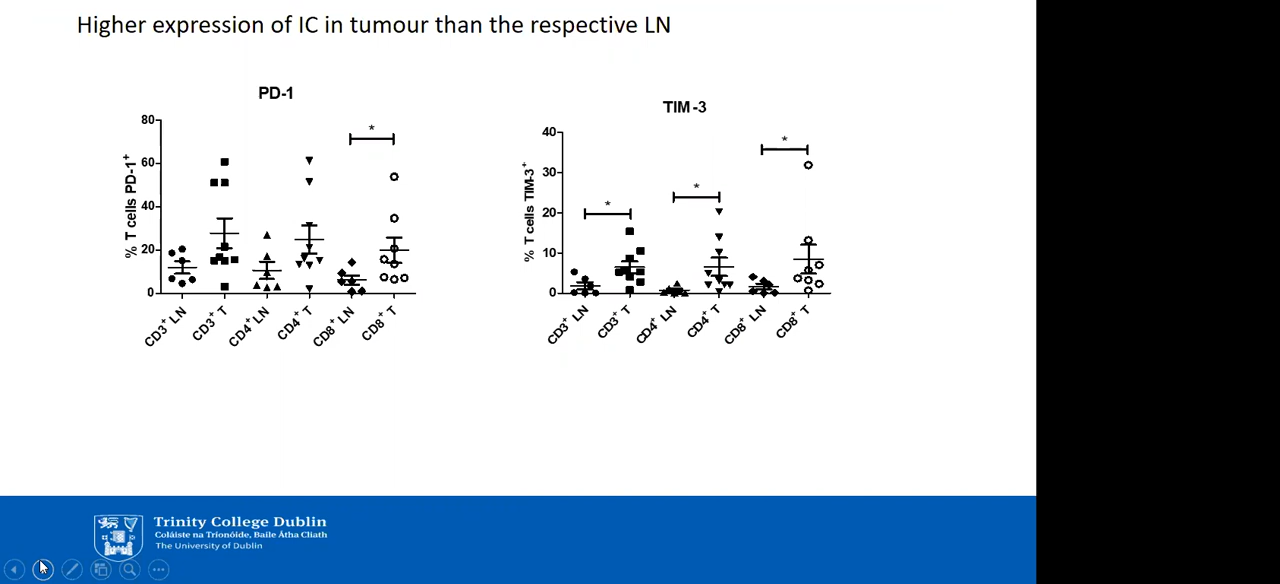 Higher expression of IC in tumour than the respective LN
PD-1
% T cells PD-1+
80
60
40
20
0
*
CD3+ LN
CD3+ T
CD4+ LN
CD4+ T
CD8+ LN
CD8+ T
TIM-3
% T cells TIM-3+
40
30
20
10
0
*
*
*
CD3+ LN
CD3+ T
CD4+ LN
CD4+ T
CD8+ LN
CD8+ T
Trinity College Dublin
Coláiste na Tríonóide, Baile Átha Cliath
The University of Dublin